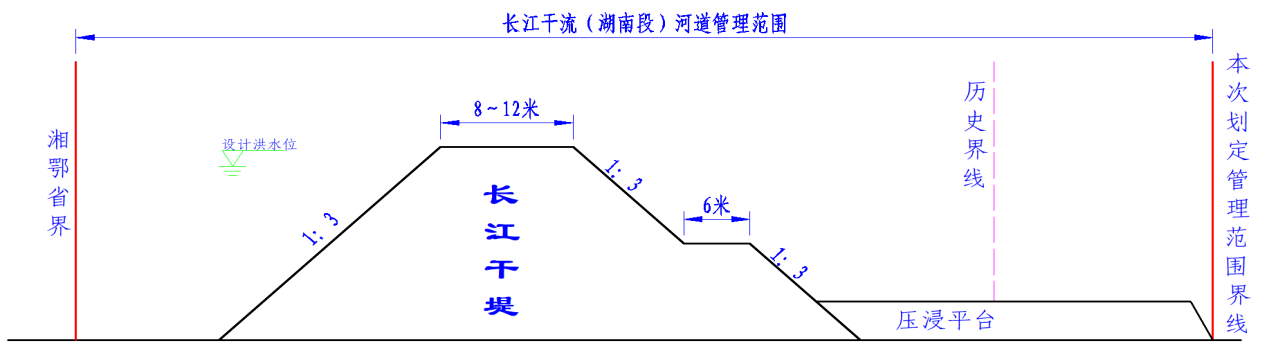 长江干流（湖南段）河道管理范围
湘鄂省界
设计洪水位
8～12米
1：3
长江干堤
1：3
6米
1：3
历史界线
压浸平台
本次划定管理范围界线